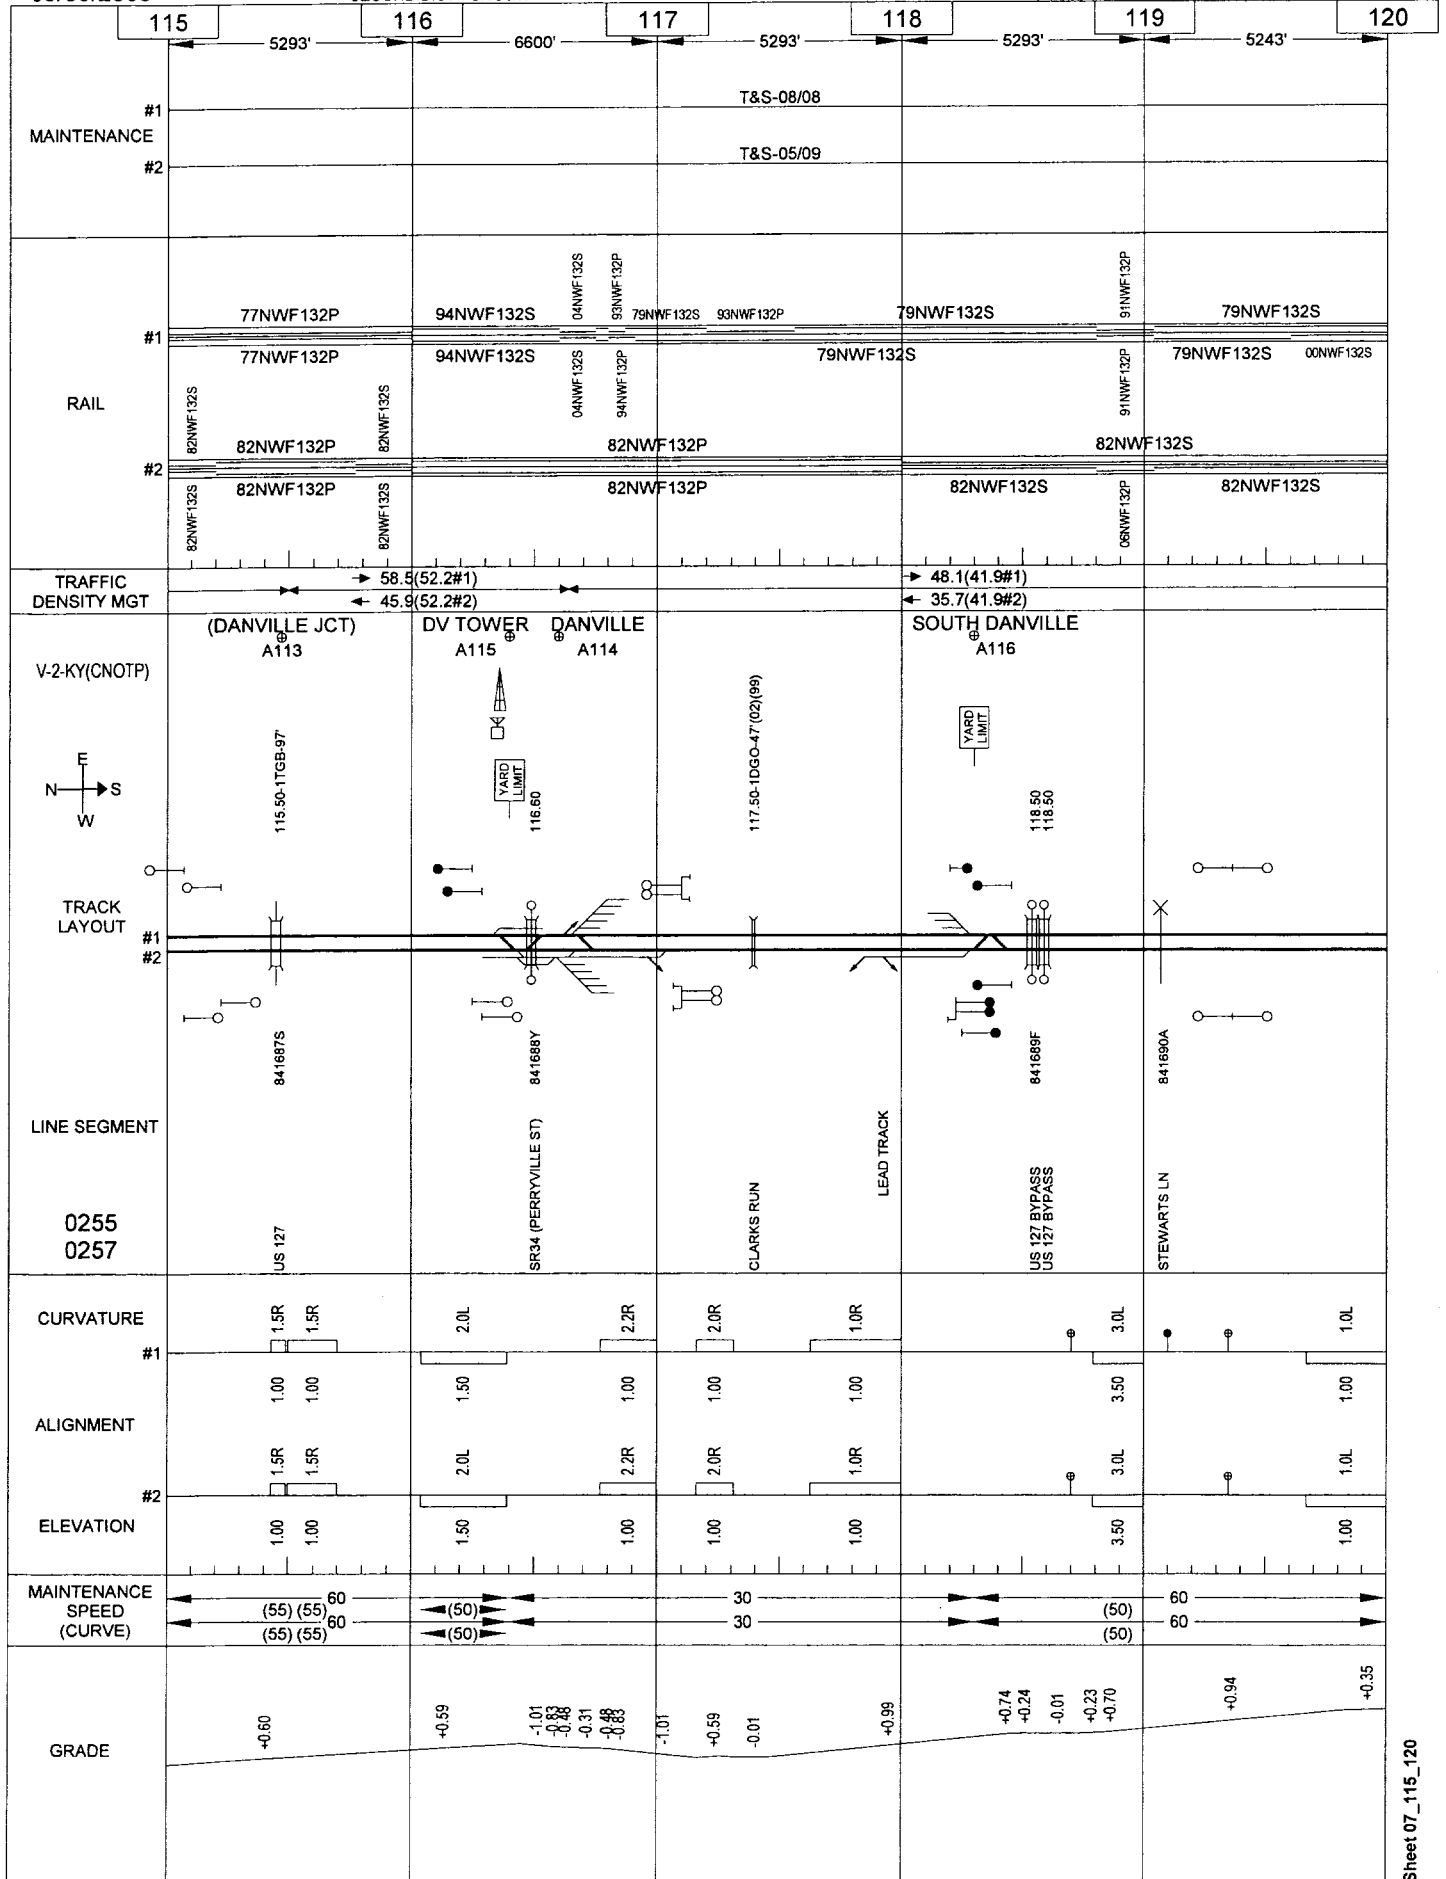 115 116 117 118 119 120
5293' 6600' 5293' 5293' 5243'
#1 T&S-08/08
MAINTENANCE
#2 T&S-05/09
04NWF132S 93NWF132P 91NWF132P
77NWF132P 94NWF132S 79NWF132S 93NWF132P 79NWF132S 79NWF132S
#1
77NWF132P 94NWF132S 79NWF132S 79NWF132S 00NWF132S
04NWF132S 94NWF132P 91NWF132P
RAIL
82NWF132S 82NWF132S
82NWF132P 82NWF132P 82NWF132S
#2
82NWF132P 82NWF132P 82NWF132S 82NWF132S
82NWF132S 82NWF132S 06NWF132P
TRAFFIC DENSITY MGT
58.5(52.2#1) 48.1(41.9#1)
45.9(52.2#2) 35.7(41.9#2)
(DANVILLE JCT) DV TOWER DANVILLE SOUTH DANVILLE
A113 A115 A114 A116
V-2-KY(CNOTP)
YARD LIMIT
YARD LIMIT
E
N S
W
115.50-1TGB-97'
116.60
117.50-1DGO-47'(02)(99)
118.50
118.50
TRACK
LAYOUT
#1
#2
841687S
841688Y
841689F
841690A
LINE SEGMENT
0255
0257
US 127
SR34 (PERRYVILLE ST)
CLARKS RUN
LEAD TRACK
US 127 BYPASS
US 127 BYPASS
STEWARTS LN
CURVATURE
1.5R 1.5R 2.0L 2.2R 2.0R 1.0R 3.0L 1.0L
#1
1.00 1.00 1.50 1.00 1.00 1.00 3.50 1.00
ALIGNMENT
1.5R 1.5R 2.0L 2.2R 2.0R 1.0R 3.0L 1.0L
#2
ELEVATION
1.00 1.00 1.50 1.00 1.00 1.00 3.50 1.00
MAINTENANCE
SPEED
(CURVE)
60 30 60
(55) (55) (50) (50)
60 30 60
(55) (55) (50) (50)
GRADE
+0.60 +0.59 -1.01 -0.83 -0.48 -0.31 -0.48 -0.83 -1.01 +0.59 -0.01 +0.99 +0.74 +0.24 -0.01 +0.23 +0.70 +0.94 +0.35
Sheet 07_115_120